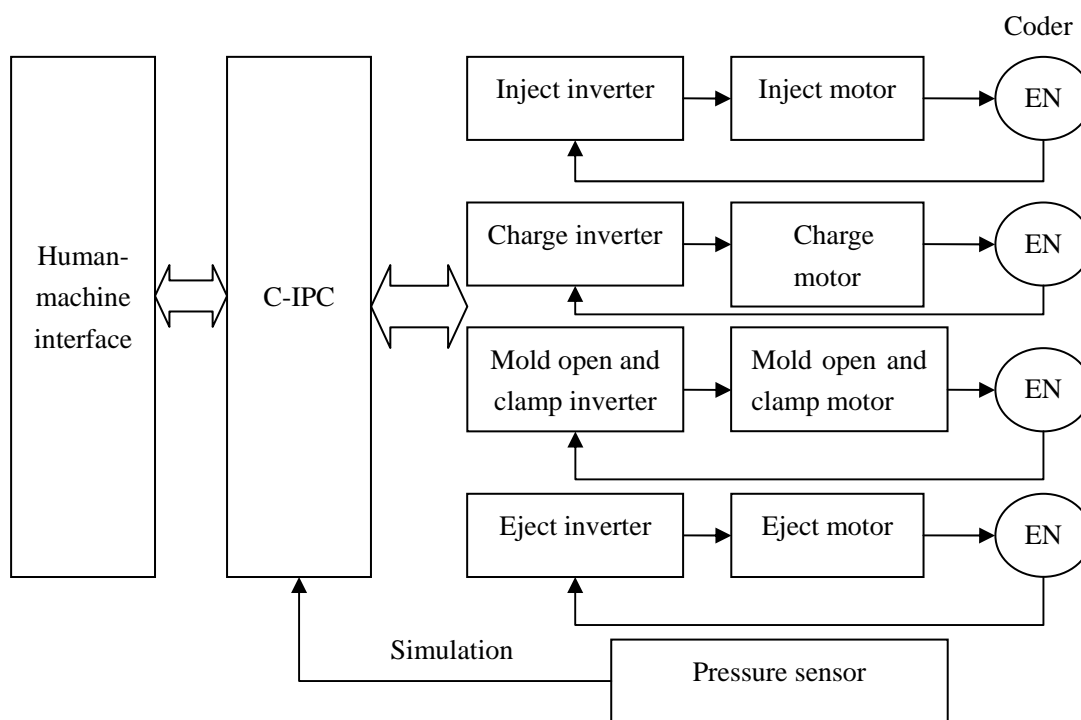 Coder
Inject inverter
Inject motor
EN
Charge inverter
Charge
motor
EN
Human-
machine
interface
C-IPC
Mold open and
clamp inverter
Mold open and
clamp motor
EN
Eject inverter
Eject motor
EN
Simulation
Pressure sensor